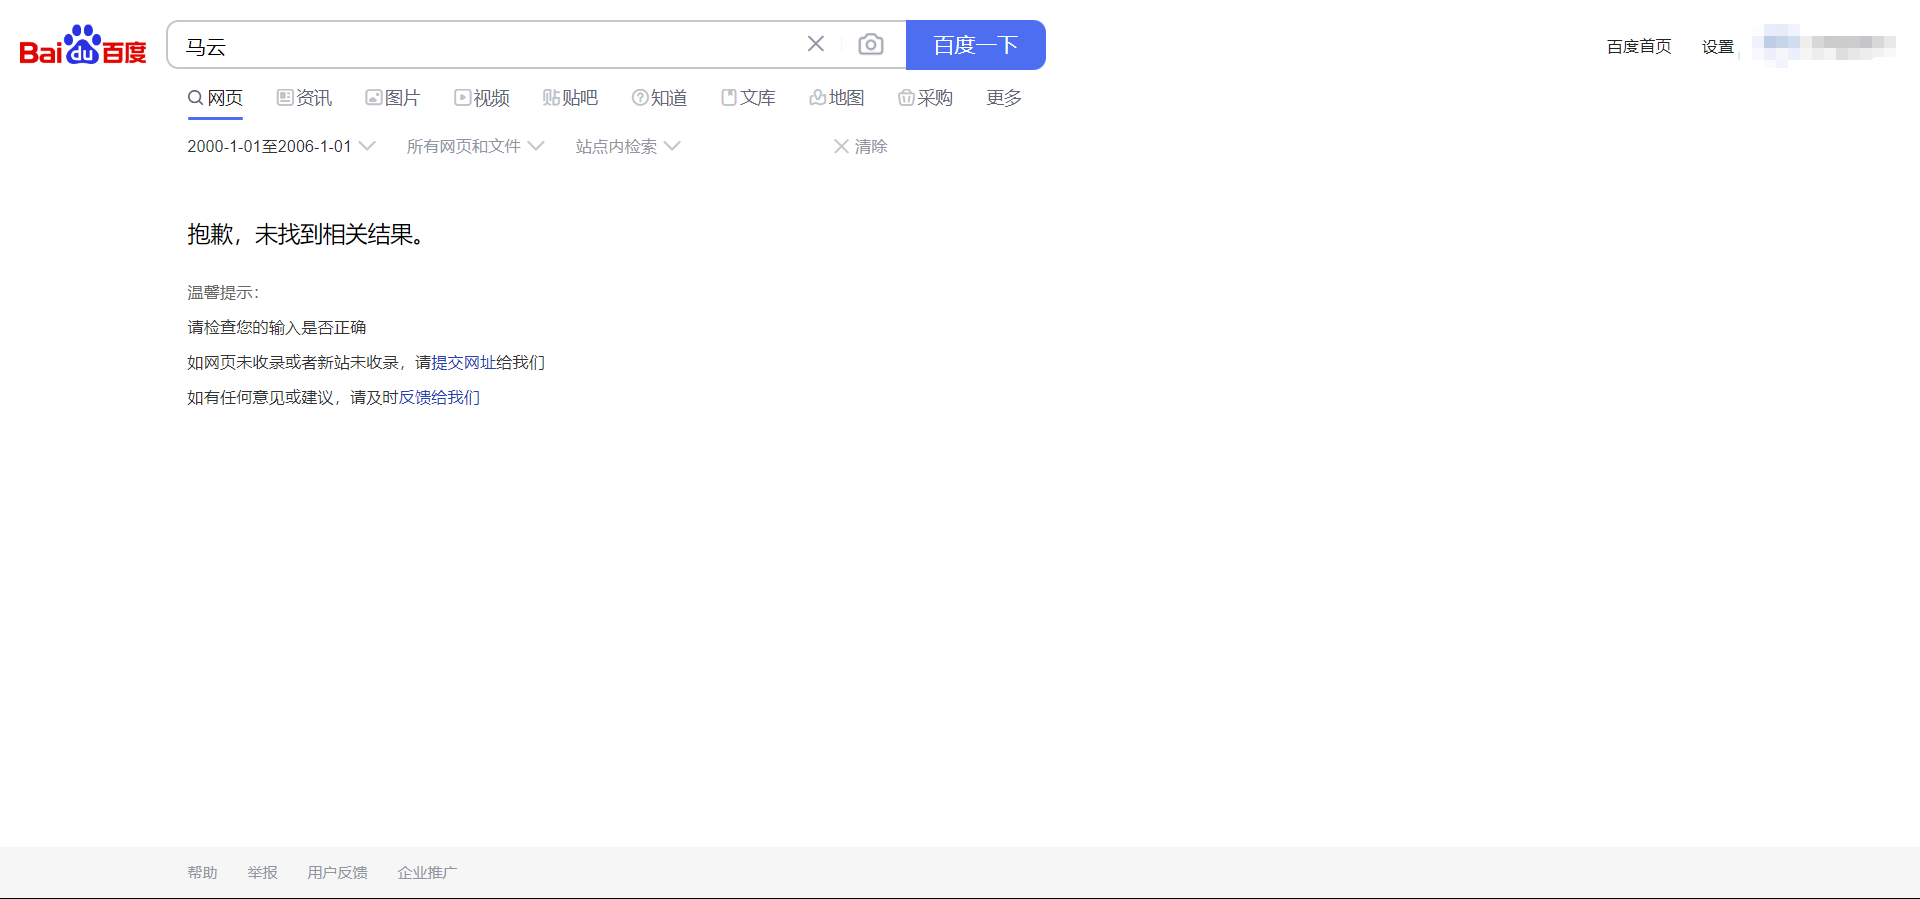 Bai du 百度
马云
百度一下
百度首页 设置
网页 资讯 图片 视频 贴 贴吧 知道 文库 地图 采购 更多
2000-1-01至2006-1-01 所有网页和文件 站点内检索 清除
抱歉，未找到相关结果。
温馨提示：
请检查您的输入是否正确
如网页未收录或者新站未收录，请提交网址给我们
如有任何意见或建议，请及时反馈给我们
帮助 举报 用户反馈 企业推广